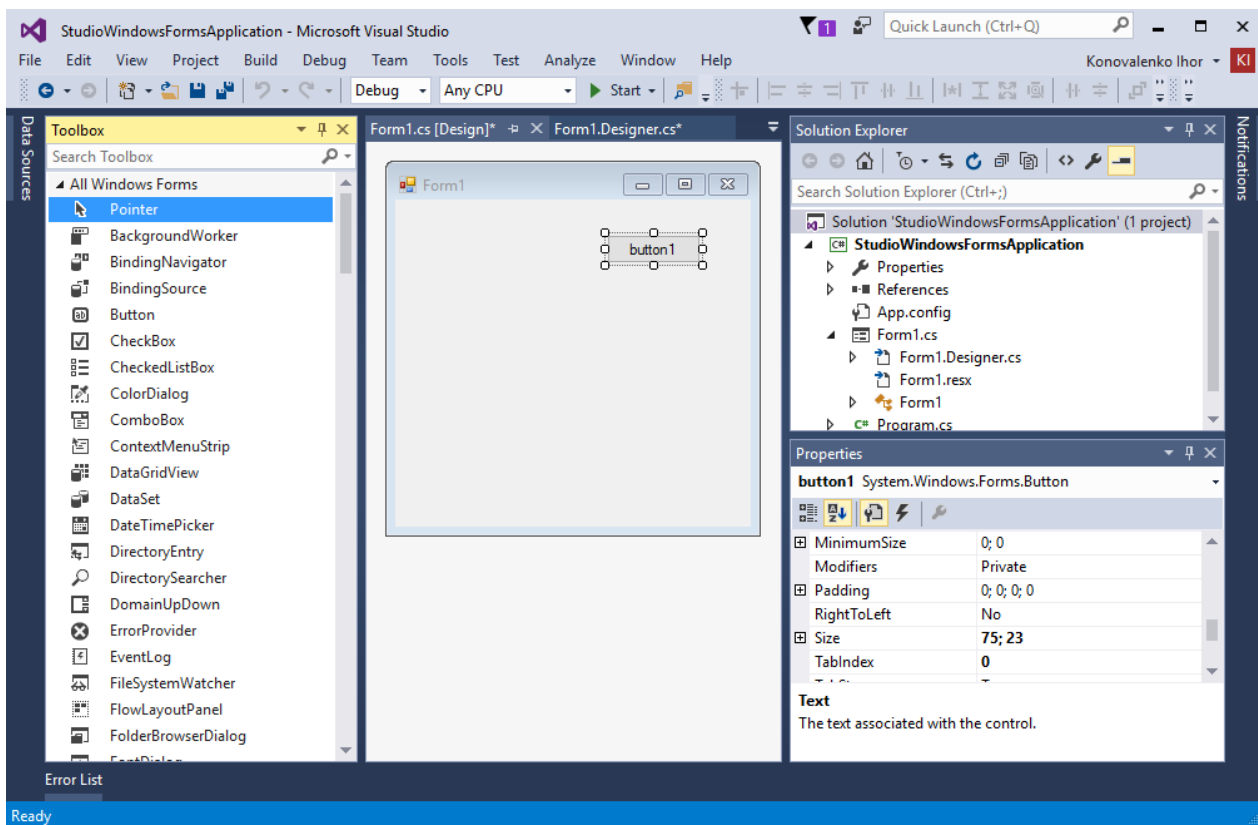 StudioWindowsFormsApplication - Microsoft Visual Studio
1
Quick Launch (Ctrl+Q)
File Edit View Project Build Debug Team Tools Test Analyze Window Help
Konovalenko Ihor KI
Debug Any CPU Start
Data Sources
Toolbox
Search Toolbox
All Windows Forms
Pointer
BackgroundWorker
BindingNavigator
BindingSource
Button
CheckBox
CheckedListBox
ColorDialog
ComboBox
ContextMenuStrip
DataGridView
DataSet
DateTimePicker
DirectoryEntry
DirectorySearcher
DomainUpDown
ErrorProvider
EventLog
FileSystemWatcher
FlowLayoutPanel
FolderBrowserDialog
Form1.cs [Design]* Form1.Designer.cs*
Form1
button1
Solution Explorer
Search Solution Explorer (Ctrl+;)
Solution 'StudioWindowsFormsApplication' (1 project)
C# StudioWindowsFormsApplication
Properties
References
App.config
Form1.cs
Form1.Designer.cs
Form1.resx
Form1
C# Program.cs
Properties
button1 System.Windows.Forms.Button
MinimumSize 0; 0
Modifiers Private
Padding 0; 0; 0; 0
RightToLeft No
Size 75; 23
TabIndex 0
Text
The text associated with the control.
Notifications
Error List
Ready